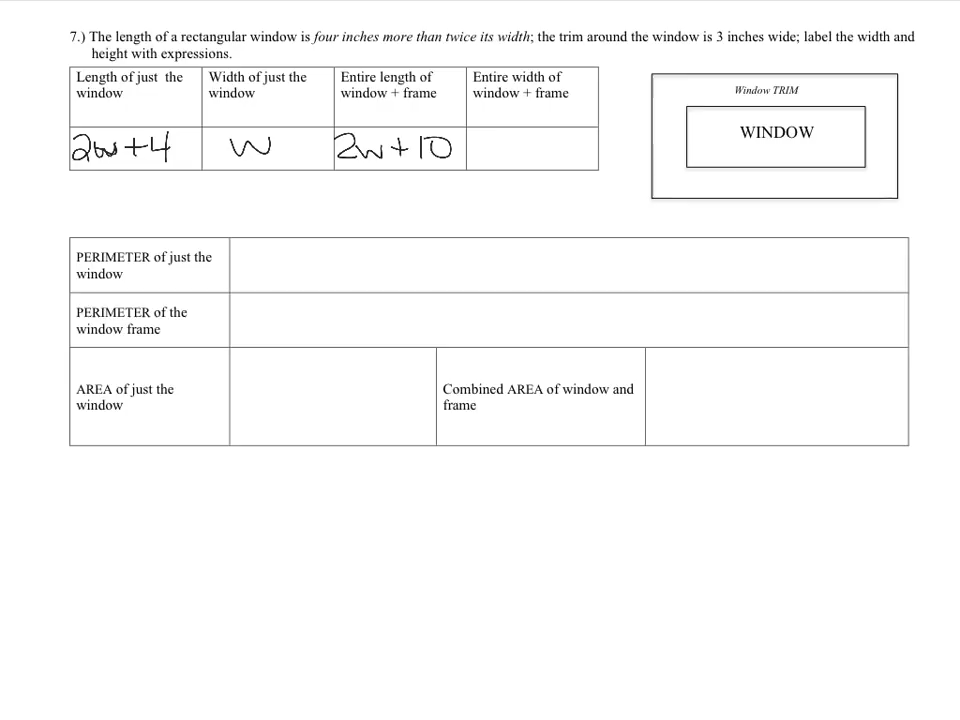 7.) The length of a rectangular window is four inches more than twice its width; the trim around the window is 3 inches wide; label the width and
height with expressions.
Length of just the window
Width of just the window
Entire length of window + frame
Entire width of window + frame
2w+4
w
2w+10
Window TRIM
WINDOW
PERIMETER of just the
window
PERIMETER of the
window frame
AREA of just the
window
Combined AREA of window and
frame